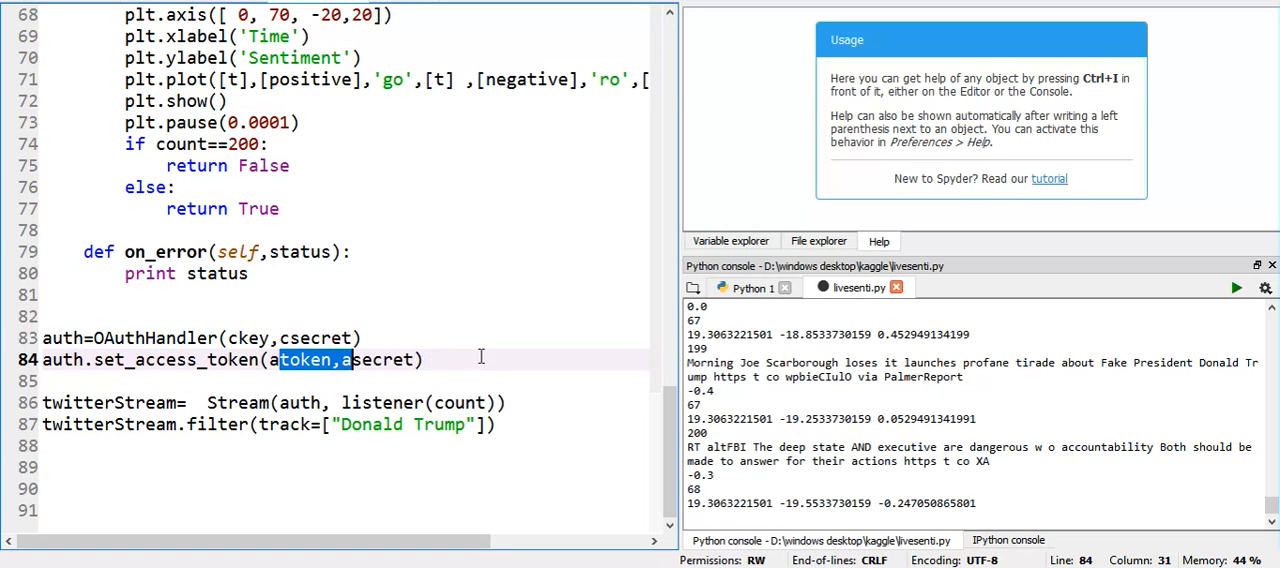 68 plt.axis([ 0, 70, -20,20])
69 plt.xlabel('Time')
70 plt.ylabel('Sentiment')
71 plt.plot([t],[positive],'go',[t] ,[negative],'ro',[
72 plt.show()
73 plt.pause(0.0001)
74 if count==200:
75 return False
76 else:
77 return True
78
79 def on_error(self,status):
80 print status
81
82
83 auth=OAuthHandler(ckey,csecret)
84 auth.set_access_token(atoken,asecret)
85
86 twitterStream=  Stream(auth, listener(count))
87 twitterStream.filter(track=["Donald Trump"])
88
89
90
91
Usage
Here you can get help of any object by pressing Ctrl+I in
front of it, either on the Editor or the Console.
Help can also be shown automatically after writing a left
parenthesis next to an object. You can activate this
behavior in Preferences > Help.
New to Spyder? Read our tutorial
Variable explorer File explorer Help
Python console - D:\windows desktop\kaggle\livesenti.py
Python 1 livesenti.py
0.0
67
19.3063221501 -18.8533730159 0.452949134199
199
Morning Joe Scarborough loses it launches profane tirade about Fake President Donald Tr
ump https t co wpbieCIulO via PalmerReport
-0.4
67
19.3063221501 -19.2533730159 0.0529491341991
200
RT altFBI The deep state AND executive are dangerous w o accountability Both should be
made to answer for their actions https t co XA
-0.3
68
19.3063221501 -19.5533730159 -0.247050865801
Python console - D:\windows desktop\kaggle\livesenti.py IPython console
Permissions: RW End-of-lines: CRLF Encoding: UTF-8 Line: 84 Column: 31 Memory: 44 %